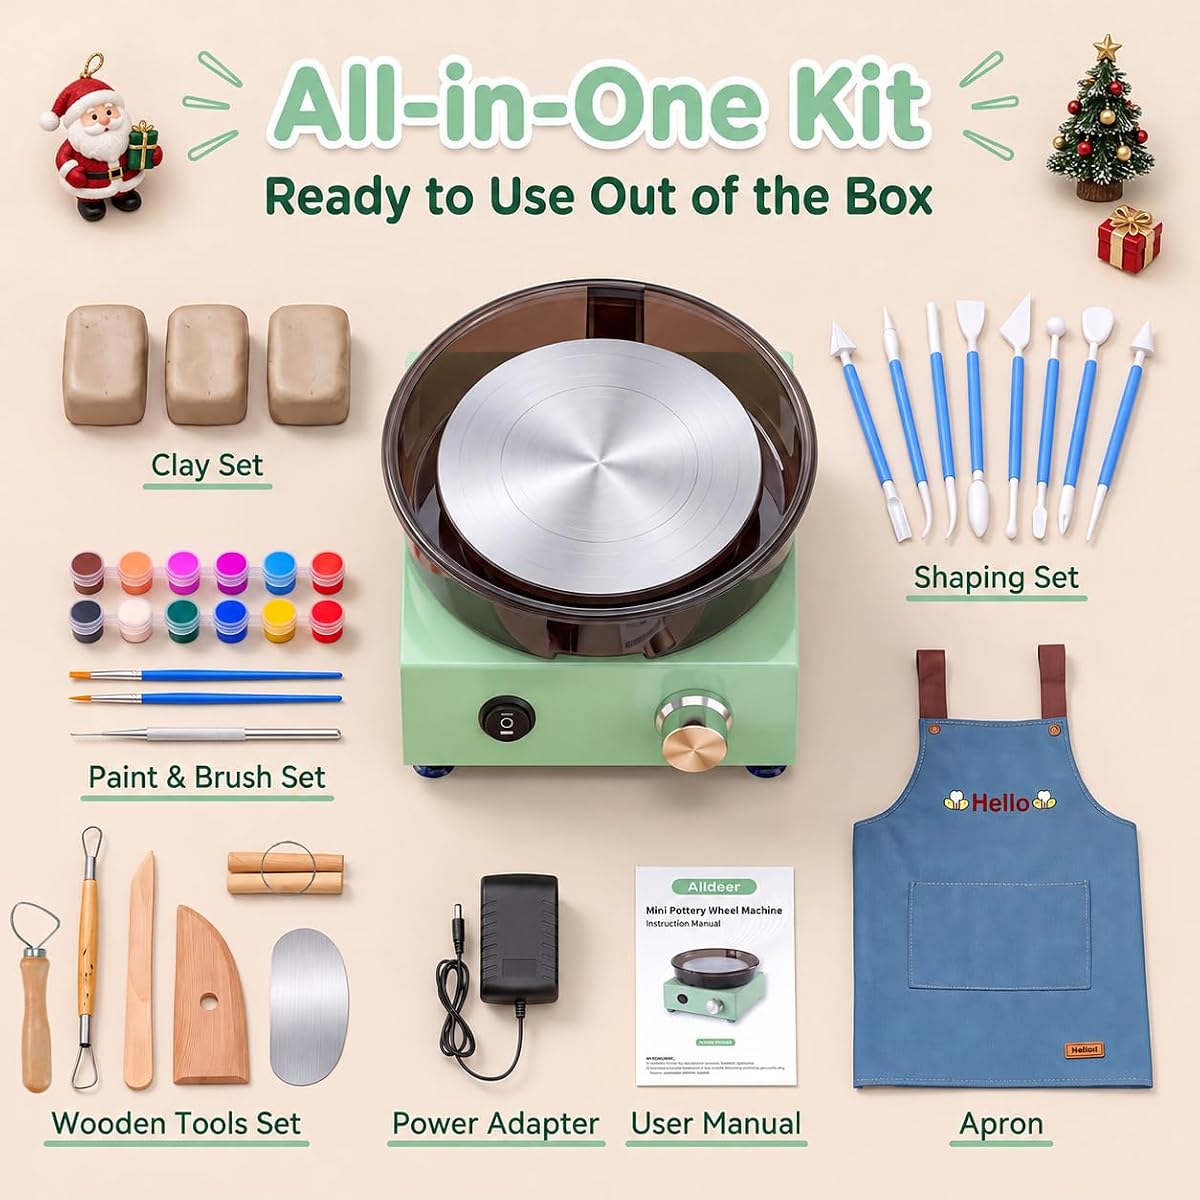 All-in-One Kit
Ready to Use Out of the Box
Clay Set
Shaping Set
Paint & Brush Set
Hello
Alldeer
Mini Pottery Wheel Machine
Instruction Manual
Wooden Tools Set
Power Adapter
User Manual
Apron